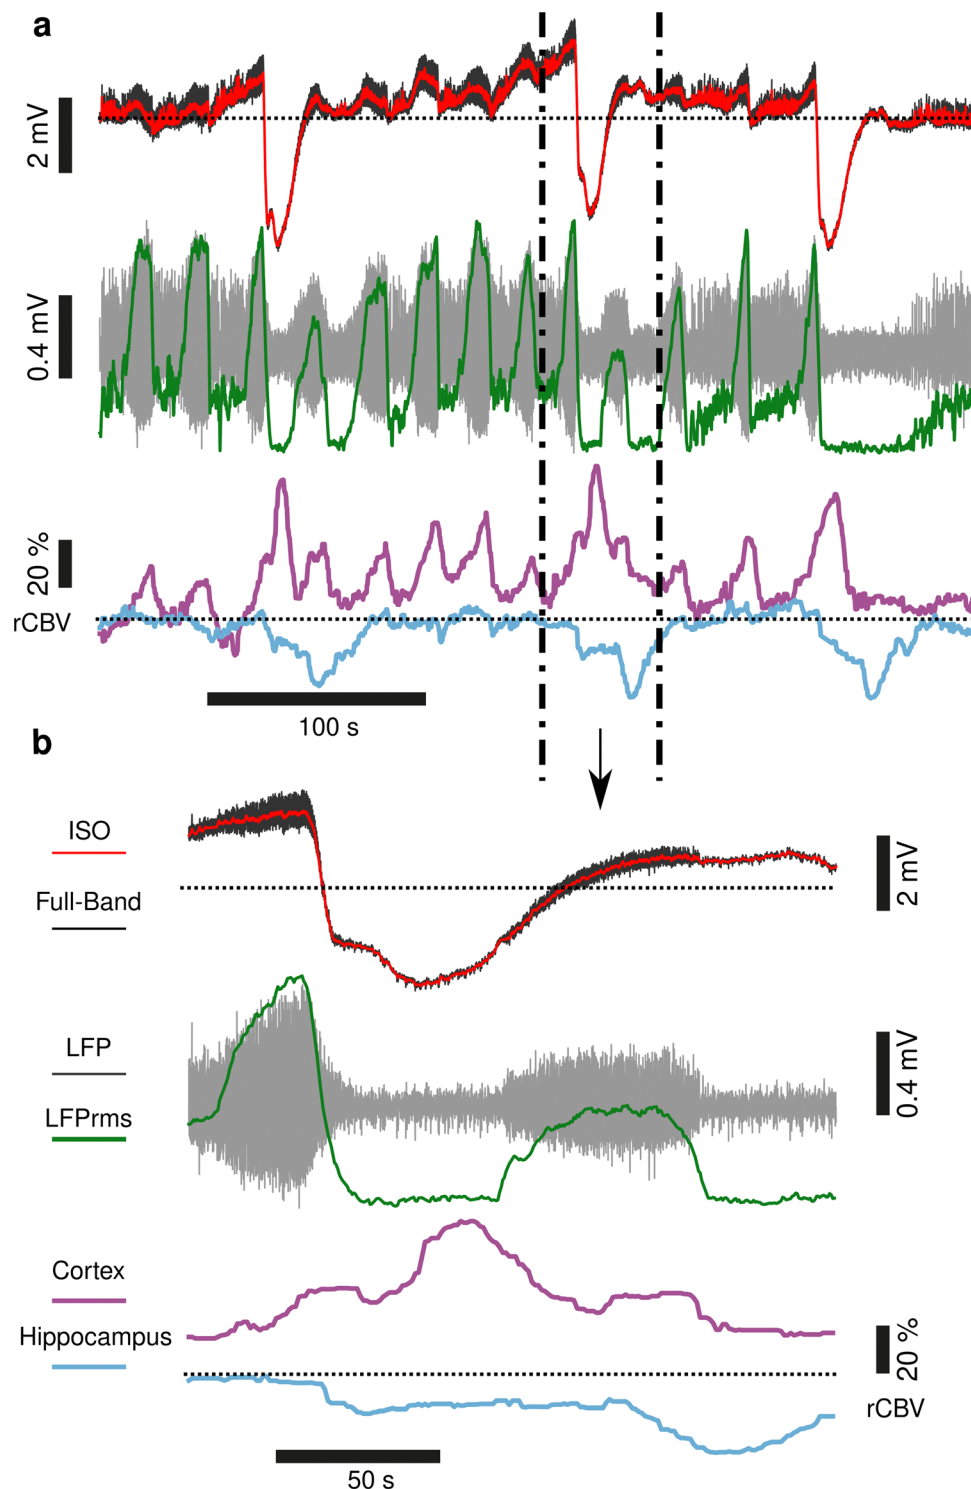 a
2 mV
0.4 mV
20 %
rCBV
100 s
b
ISO
Full-Band
2 mV
LFP
LFPrms
0.4 mV
Cortex
Hippocampus
20 %
rCBV
50 s